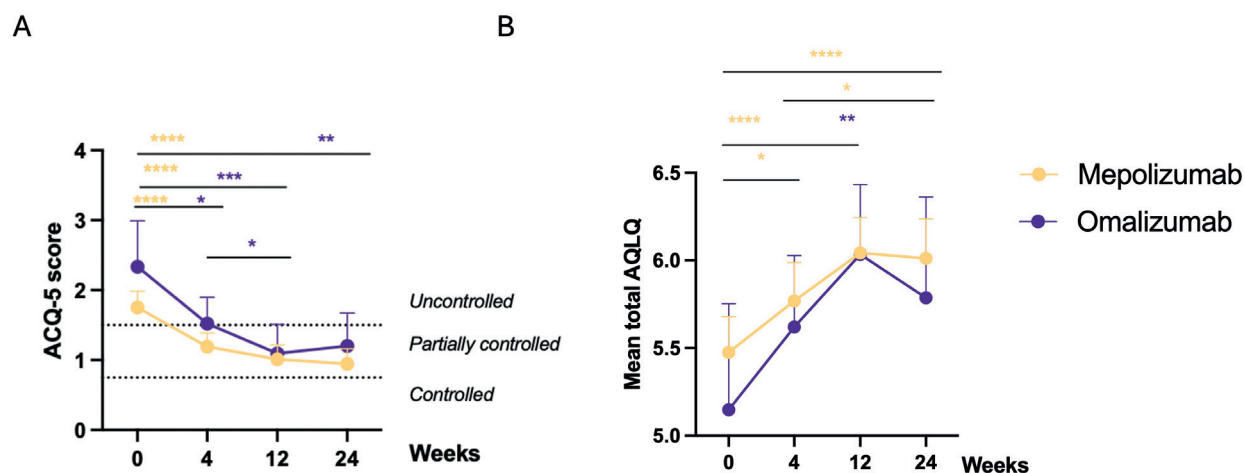 A
ACQ-5 score
4
3
2
1
0
**** **
**** ***
**** *
*
Uncontrolled
Partially controlled
Controlled
0 4 12 24 Weeks
B
Mean total AQLQ
6.5
6.0
5.5
5.0
****
*
**** **
*
0 4 12 24 Weeks
Mepolizumab
Omalizumab